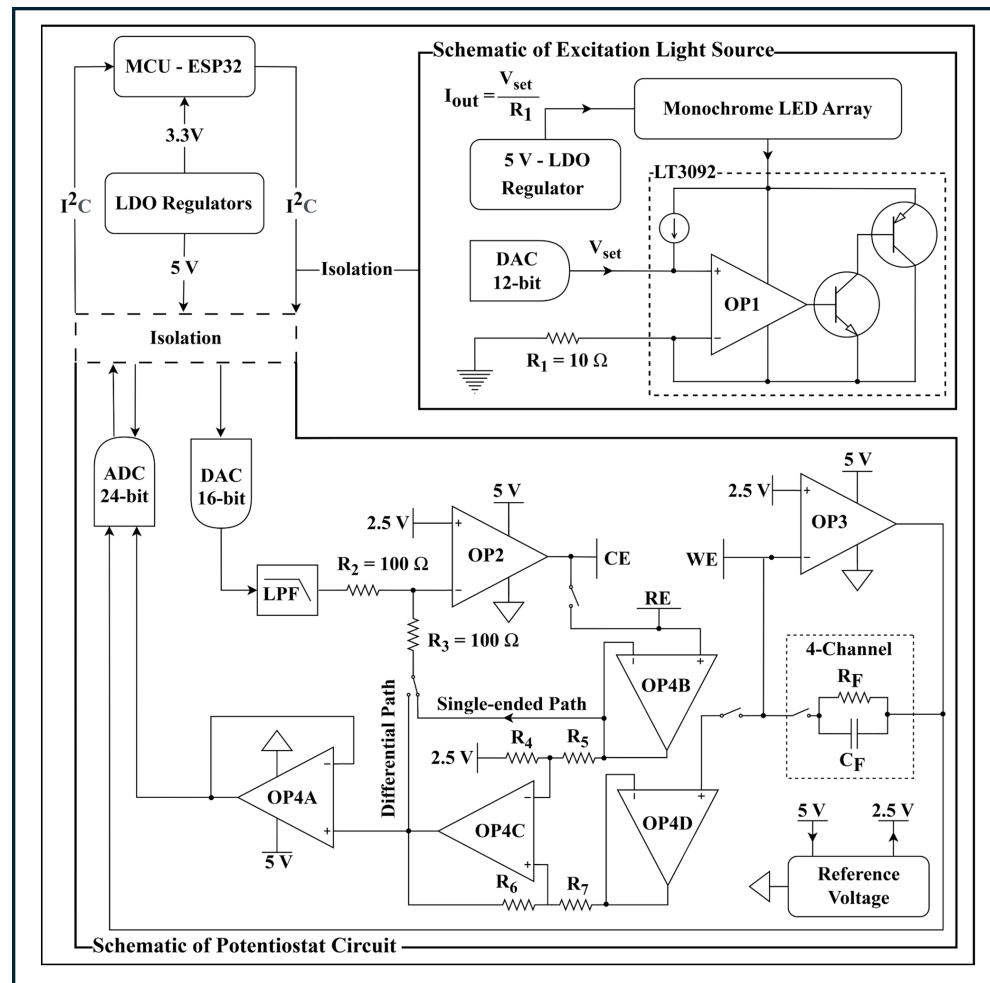 Schematic of Excitation Light Source
MCU - ESP32
3.3V
LDO Regulators
5 V
I²C
I²C
Isolation
Isolation
I_out = V_set / R_1
5 V - LDO
Regulator
Monochrome LED Array
LT3092
DAC
12-bit
V_set
+
−
OP1
R_1 = 10 Ω
ADC
24-bit
DAC
16-bit
LPF
R_2 = 100 Ω
2.5 V
+
−
5 V
OP2
CE
R_3 = 100 Ω
RE
WE
2.5 V
+
−
5 V
OP3
4-Channel
R_F
C_F
−
+
OP4B
Single-ended Path
Differential Path
2.5 V
R_4
R_5
−
+
OP4D
−
+
OP4C
R_6
R_7
−
+
OP4A
5 V
5 V
2.5 V
Reference
Voltage
Schematic of Potentiostat Circuit